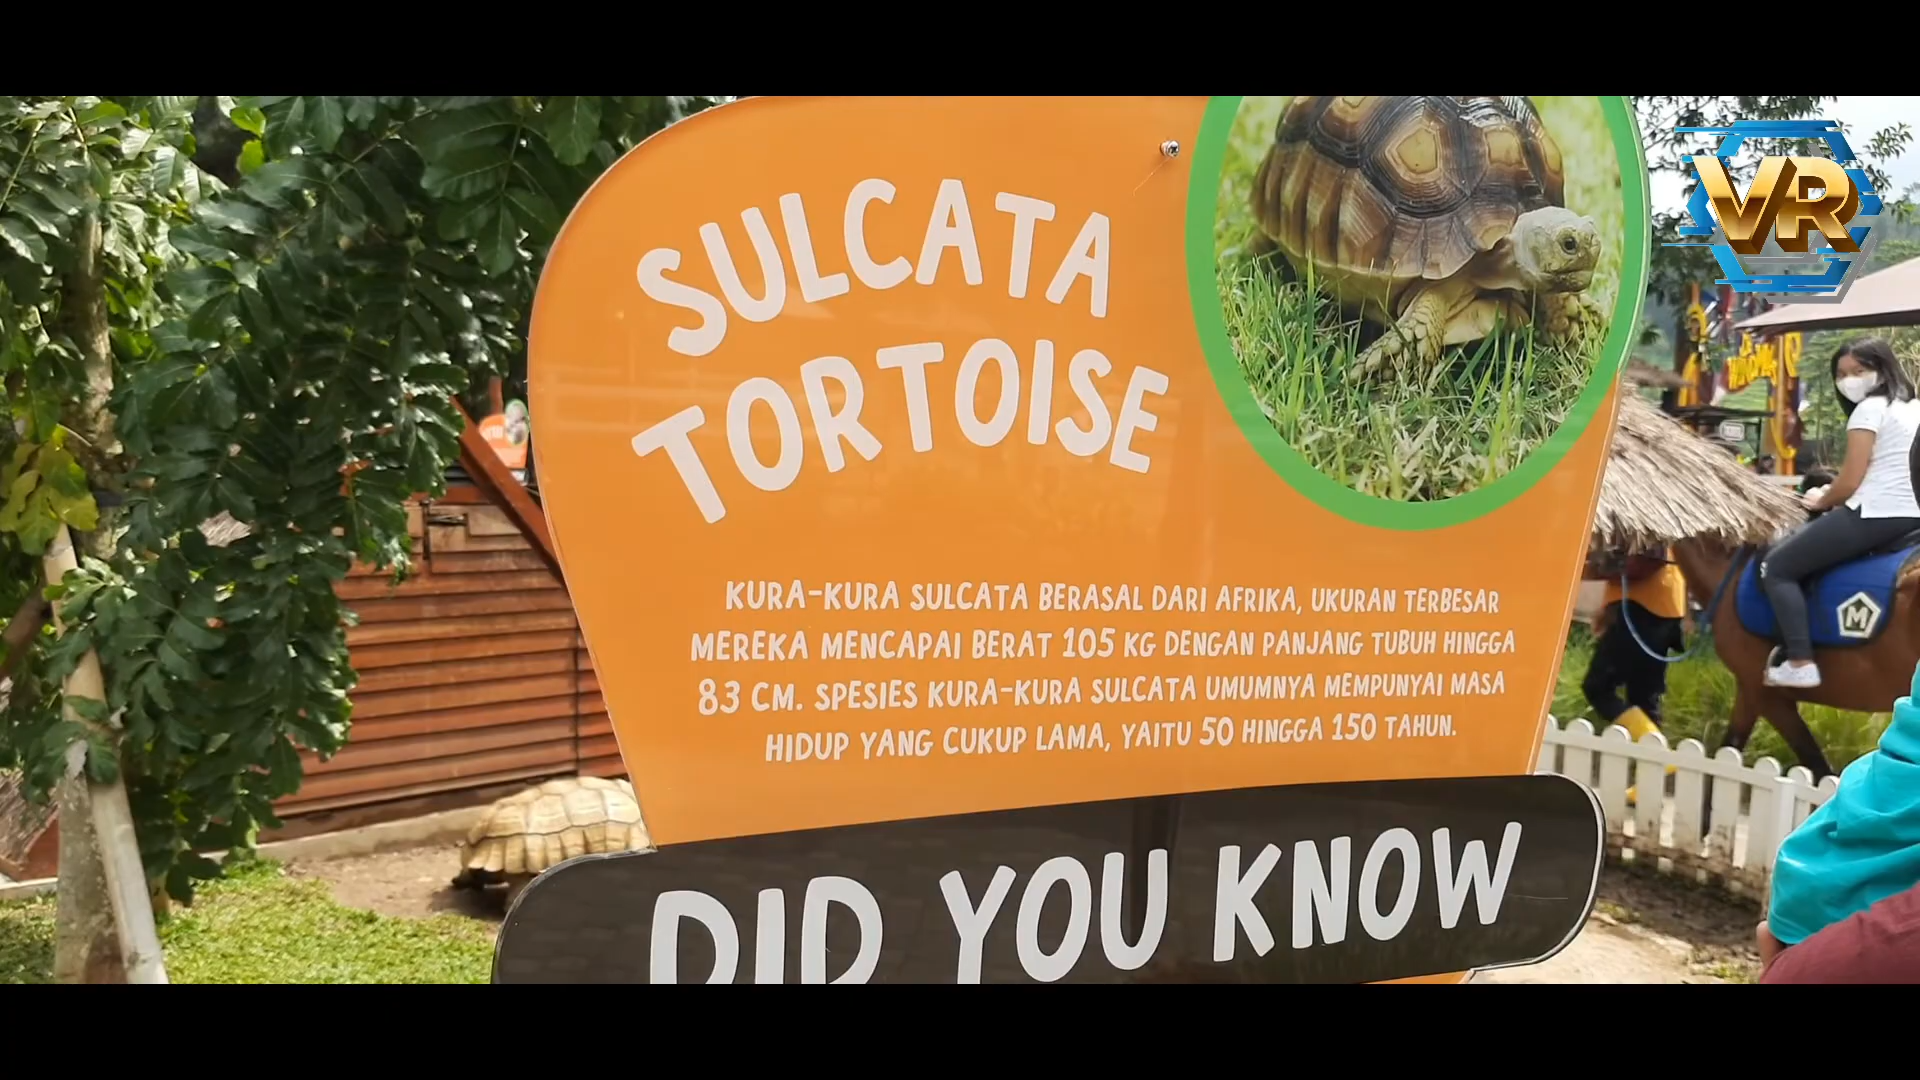 SULCATA
TORTOISE
KURA-KURA SULCATA BERASAL DARI AFRIKA, UKURAN TERBESAR
MEREKA MENCAPAI BERAT 105 KG DENGAN PANJANG TUBUH HINGGA
83 CM. SPESIES KURA-KURA SULCATA UMUMNYA MEMPUNYAI MASA
HIDUP YANG CUKUP LAMA, YAITU 50 HINGGA 150 TAHUN.
DID YOU KNOW
VR
M